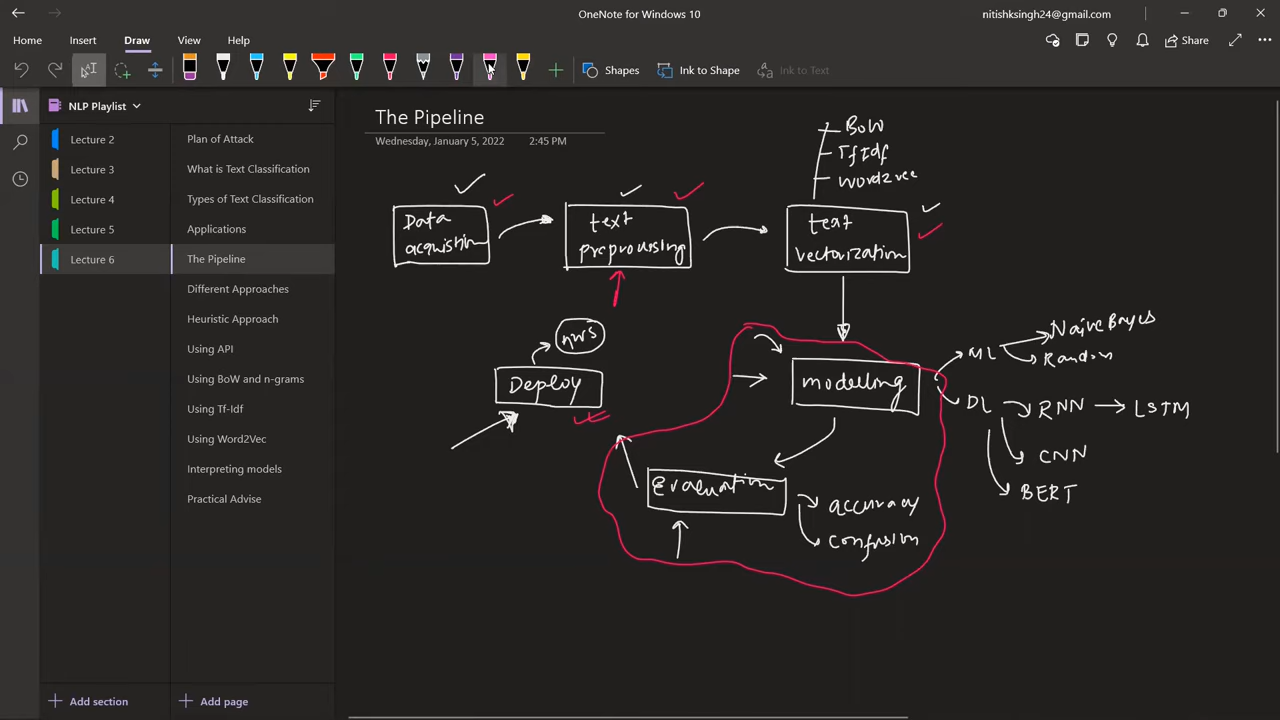 OneNote for Windows 10
nitishksingh24@gmail.com
Home
Insert
Draw
View
Help
Share
Shapes
Ink to Shape
Ink to Text
NLP Playlist
Lecture 2
Lecture 3
Lecture 4
Lecture 5
Lecture 6
Plan of Attack
What is Text Classification
Types of Text Classification
Applications
The Pipeline
Different Approaches
Heuristic Approach
Using API
Using BoW and n-grams
Using Tf-Idf
Using Word2Vec
Interpreting models
Practical Advise
Add section
Add page
The Pipeline
Wednesday, January 5, 2022
2:45 PM
BoW
TfIdf
Word2vec
Data
acquisition
text
preprocessing
text
vectorization
aws
Deploy
modelling
ML
Naive Bayes
Random
DL
RNN
LSTM
CNN
BERT
Evaluation
accuracy
Confusion